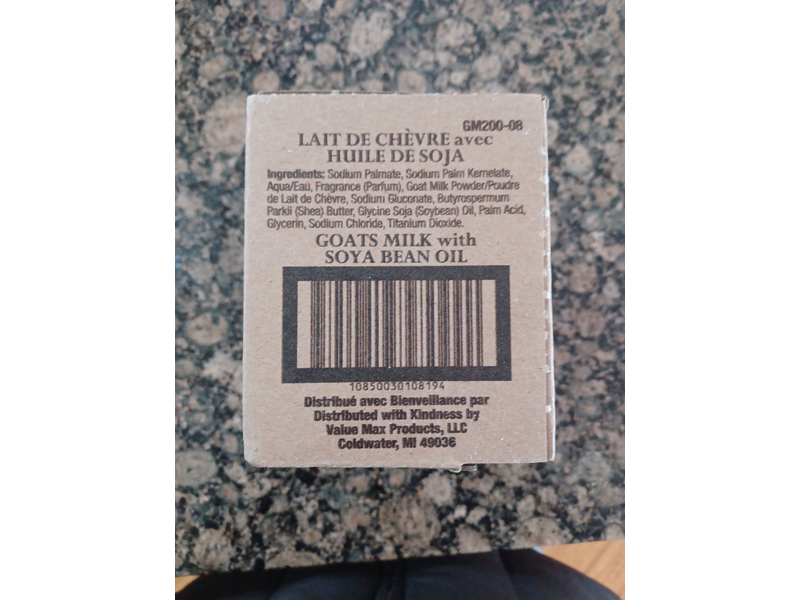 GM200-08
LAIT DE CHÈVRE avec
HUILE DE SOJA
Ingredients: Sodium Palmate, Sodium Palm Kernelate,
Aqua/Eau, Fragrance (Parfum), Goat Milk Powder/Poudre
de Lait de Chèvre, Sodium Gluconate, Butyrospermum
Parkii (Shea) Butter, Glycine Soja (Soybean) Oil, Palm Acid,
Glycerin, Sodium Chloride, Titanium Dioxide.
GOATS MILK with
SOYA BEAN OIL
10850030108194
Distribué avec Bienveillance par
Distributed with Kindness by
Value Max Products, LLC
Coldwater, MI 49036